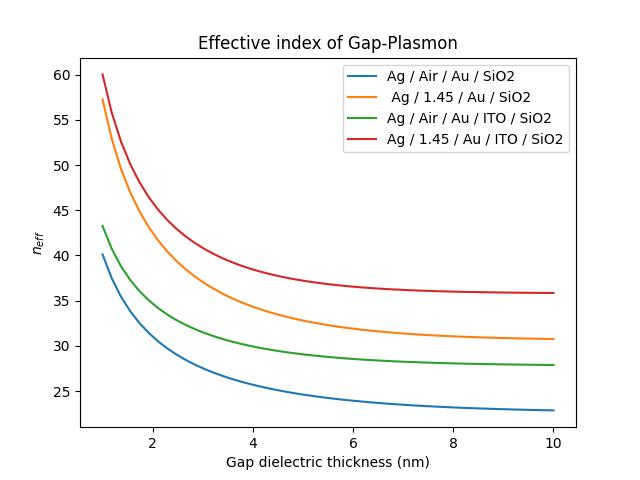 Effective index of Gap-Plasmon
Ag / Air / Au / SiO2
Ag / 1.45 / Au / SiO2
Ag / Air / Au / ITO / SiO2
Ag / 1.45 / Au / ITO / SiO2
60
55
50
45
40
35
30
25
n_eff
2 4 6 8 10
Gap dielectric thickness (nm)